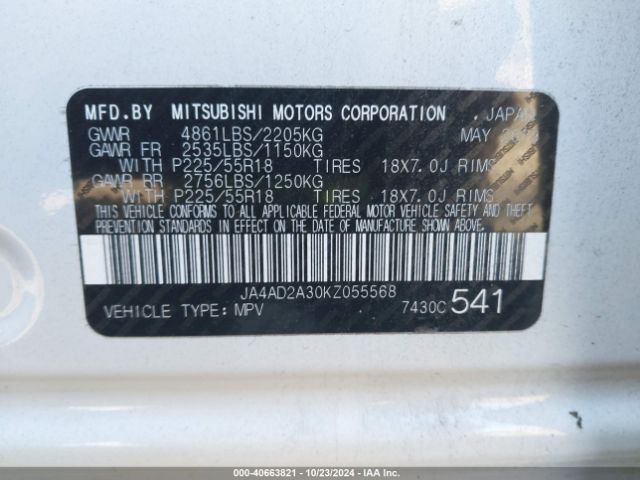 MFD.BY MITSUBISHI MOTORS CORPORATION JAPAN
GVWR 4861LBS/2205KG MAY
GAWR FR 2535LBS/1150KG
WITH P225/55R18 TIRES 18X7.0J RIMS
GAWR RR 2756LBS/1250KG
WITH P225/55R18 TIRES 18X7.0J RIMS
THIS VEHICLE CONFORMS TO ALL APPLICABLE FEDERAL MOTOR VEHICLE SAFETY AND THEFT
PREVENTION STANDARDS IN EFFECT ON THE DATE OF MANUFACTURE SHOWN ABOVE.
JA4AD2A30KZ055568
VEHICLE TYPE: MPV 7430C 541
000-40663821 | 10/23/2024 | IAAI.COM